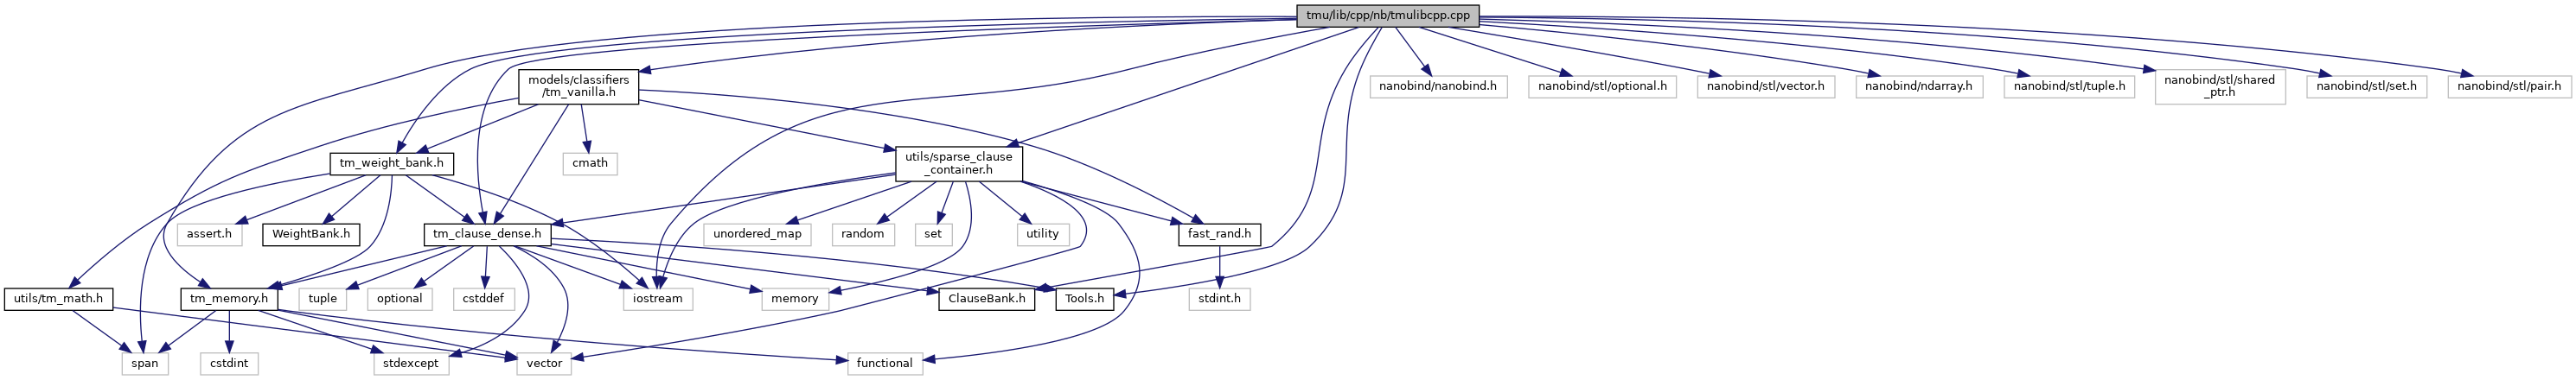 tmu/lib/cpp/nb/tmulibcpp.cpp
models/classifiers
/tm_vanilla.h
nanobind/nanobind.h
nanobind/stl/optional.h
nanobind/stl/vector.h
nanobind/ndarray.h
nanobind/stl/tuple.h
nanobind/stl/shared
_ptr.h
nanobind/stl/set.h
nanobind/stl/pair.h
tm_weight_bank.h
cmath
utils/sparse_clause
_container.h
assert.h
WeightBank.h
tm_clause_dense.h
unordered_map
random
set
utility
fast_rand.h
utils/tm_math.h
tm_memory.h
tuple
optional
cstddef
iostream
memory
ClauseBank.h
Tools.h
stdint.h
span
cstdint
stdexcept
vector
functional